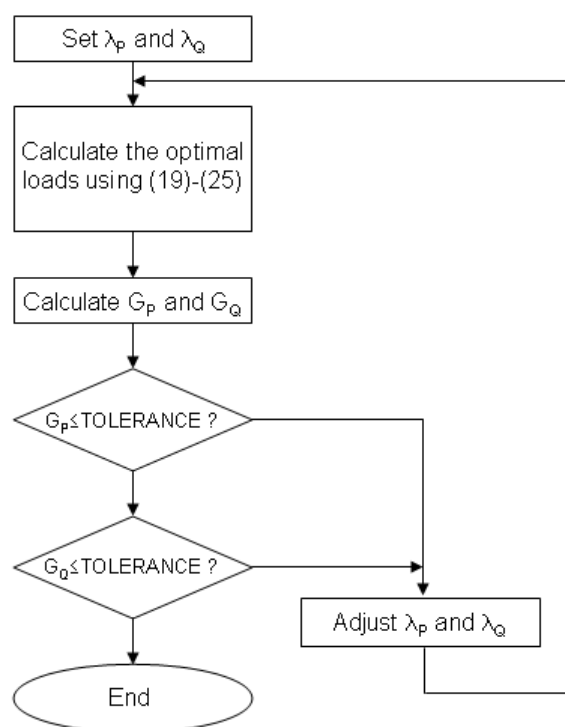 Set λP and λQ
Calculate the optimal
loads using (19)-(25)
Calculate GP and GQ
GP≤TOLERANCE ?
GQ≤TOLERANCE ?
Adjust λP and λQ
End